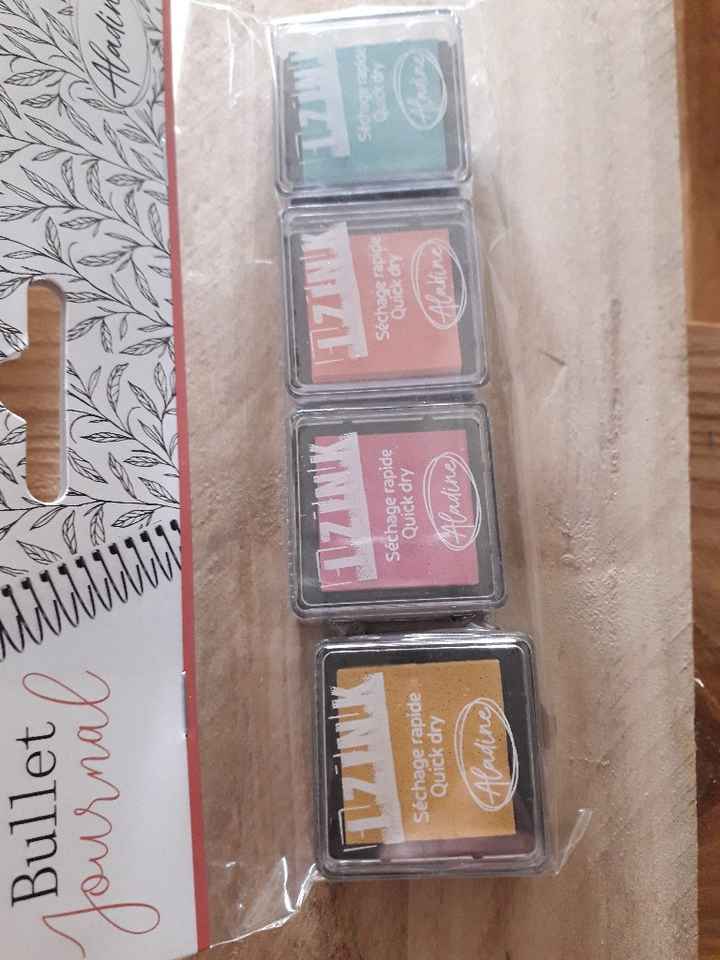 Aladine
Bullet
Journal
IZINK
Séchage rapide
Quick dry
Aladine
IZINK
Séchage rapide
Quick dry
Aladine
IZINK
Séchage rapide
Quick dry
Aladine
IZINK
Séchage rapide
Quick dry
Aladine